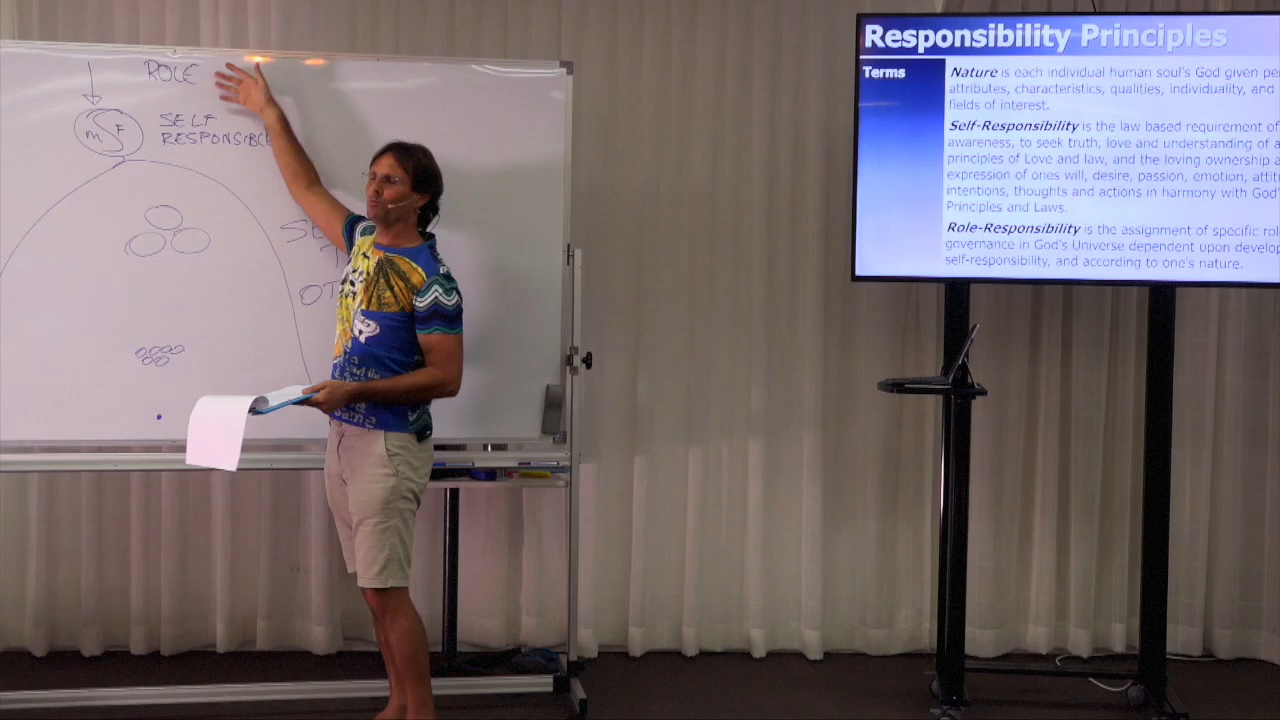 ROLE
m F
SELF
RESPONSIBLE
SE
OT
Responsibility Principles
Terms
Nature is each individual human soul's God given pe
attributes, characteristics, qualities, individuality, and
fields of interest.
Self-Responsibility is the law based requirement of
awareness, to seek truth, love and understanding of a
principles of Love and law, and the loving ownership a
expression of ones will, desire, passion, emotion, attit
intentions, thoughts and actions in harmony with God'
Principles and Laws.
Role-Responsibility is the assignment of specific rol
governance in God's Universe dependent upon develop
self-responsibility, and according to one's nature.